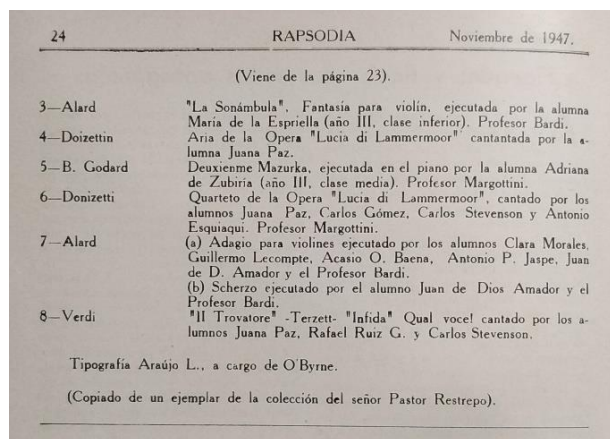 24 RAPSODIA Noviembre de 1947.
(Viene de la página 23).
3—Alard "La Sonámbula", Fantasía para violín, ejecutada por la alumna
María de la Espriella (año III, clase inferior). Profesor Bardi.
4—Doizettin Aria de la Opera "Lucia di Lammermoor" cantantada por la a-
lumna Juana Paz.
5—B. Godard Deuxienme Mazurka, ejecutada en el piano por la alumna Adriana
de Zubiría (año III, clase media). Profesor Margottini.
6—Donizetti Quarteto de la Opera "Lucia di Lammermoor", cantado por los
alumnos Juana Paz, Carlos Gómez, Carlos Stevenson y Antonio
Esquiaqui. Profesor Margottini.
7—Alard (a) Adagio para violines ejecutado por los alumnos Clara Morales,
Guillermo Lecompte, Acasio O. Baena, Antonio P. Jaspe, Juan
de D. Amador y el Profesor Bardi.
(b) Scherzo ejecutado por el alumno Juan de Dios Amador y el
Profesor Bardi.
8—Verdi "Il Trovatore" -Terzett- "Infida" Qual voce! cantado por los a-
lumnos Juana Paz, Rafael Ruiz G. y Carlos Stevenson.
Tipografía Araújo L., a cargo de O'Byrne.
(Copiado de un ejemplar de la colección del señor Pastor Restrepo).